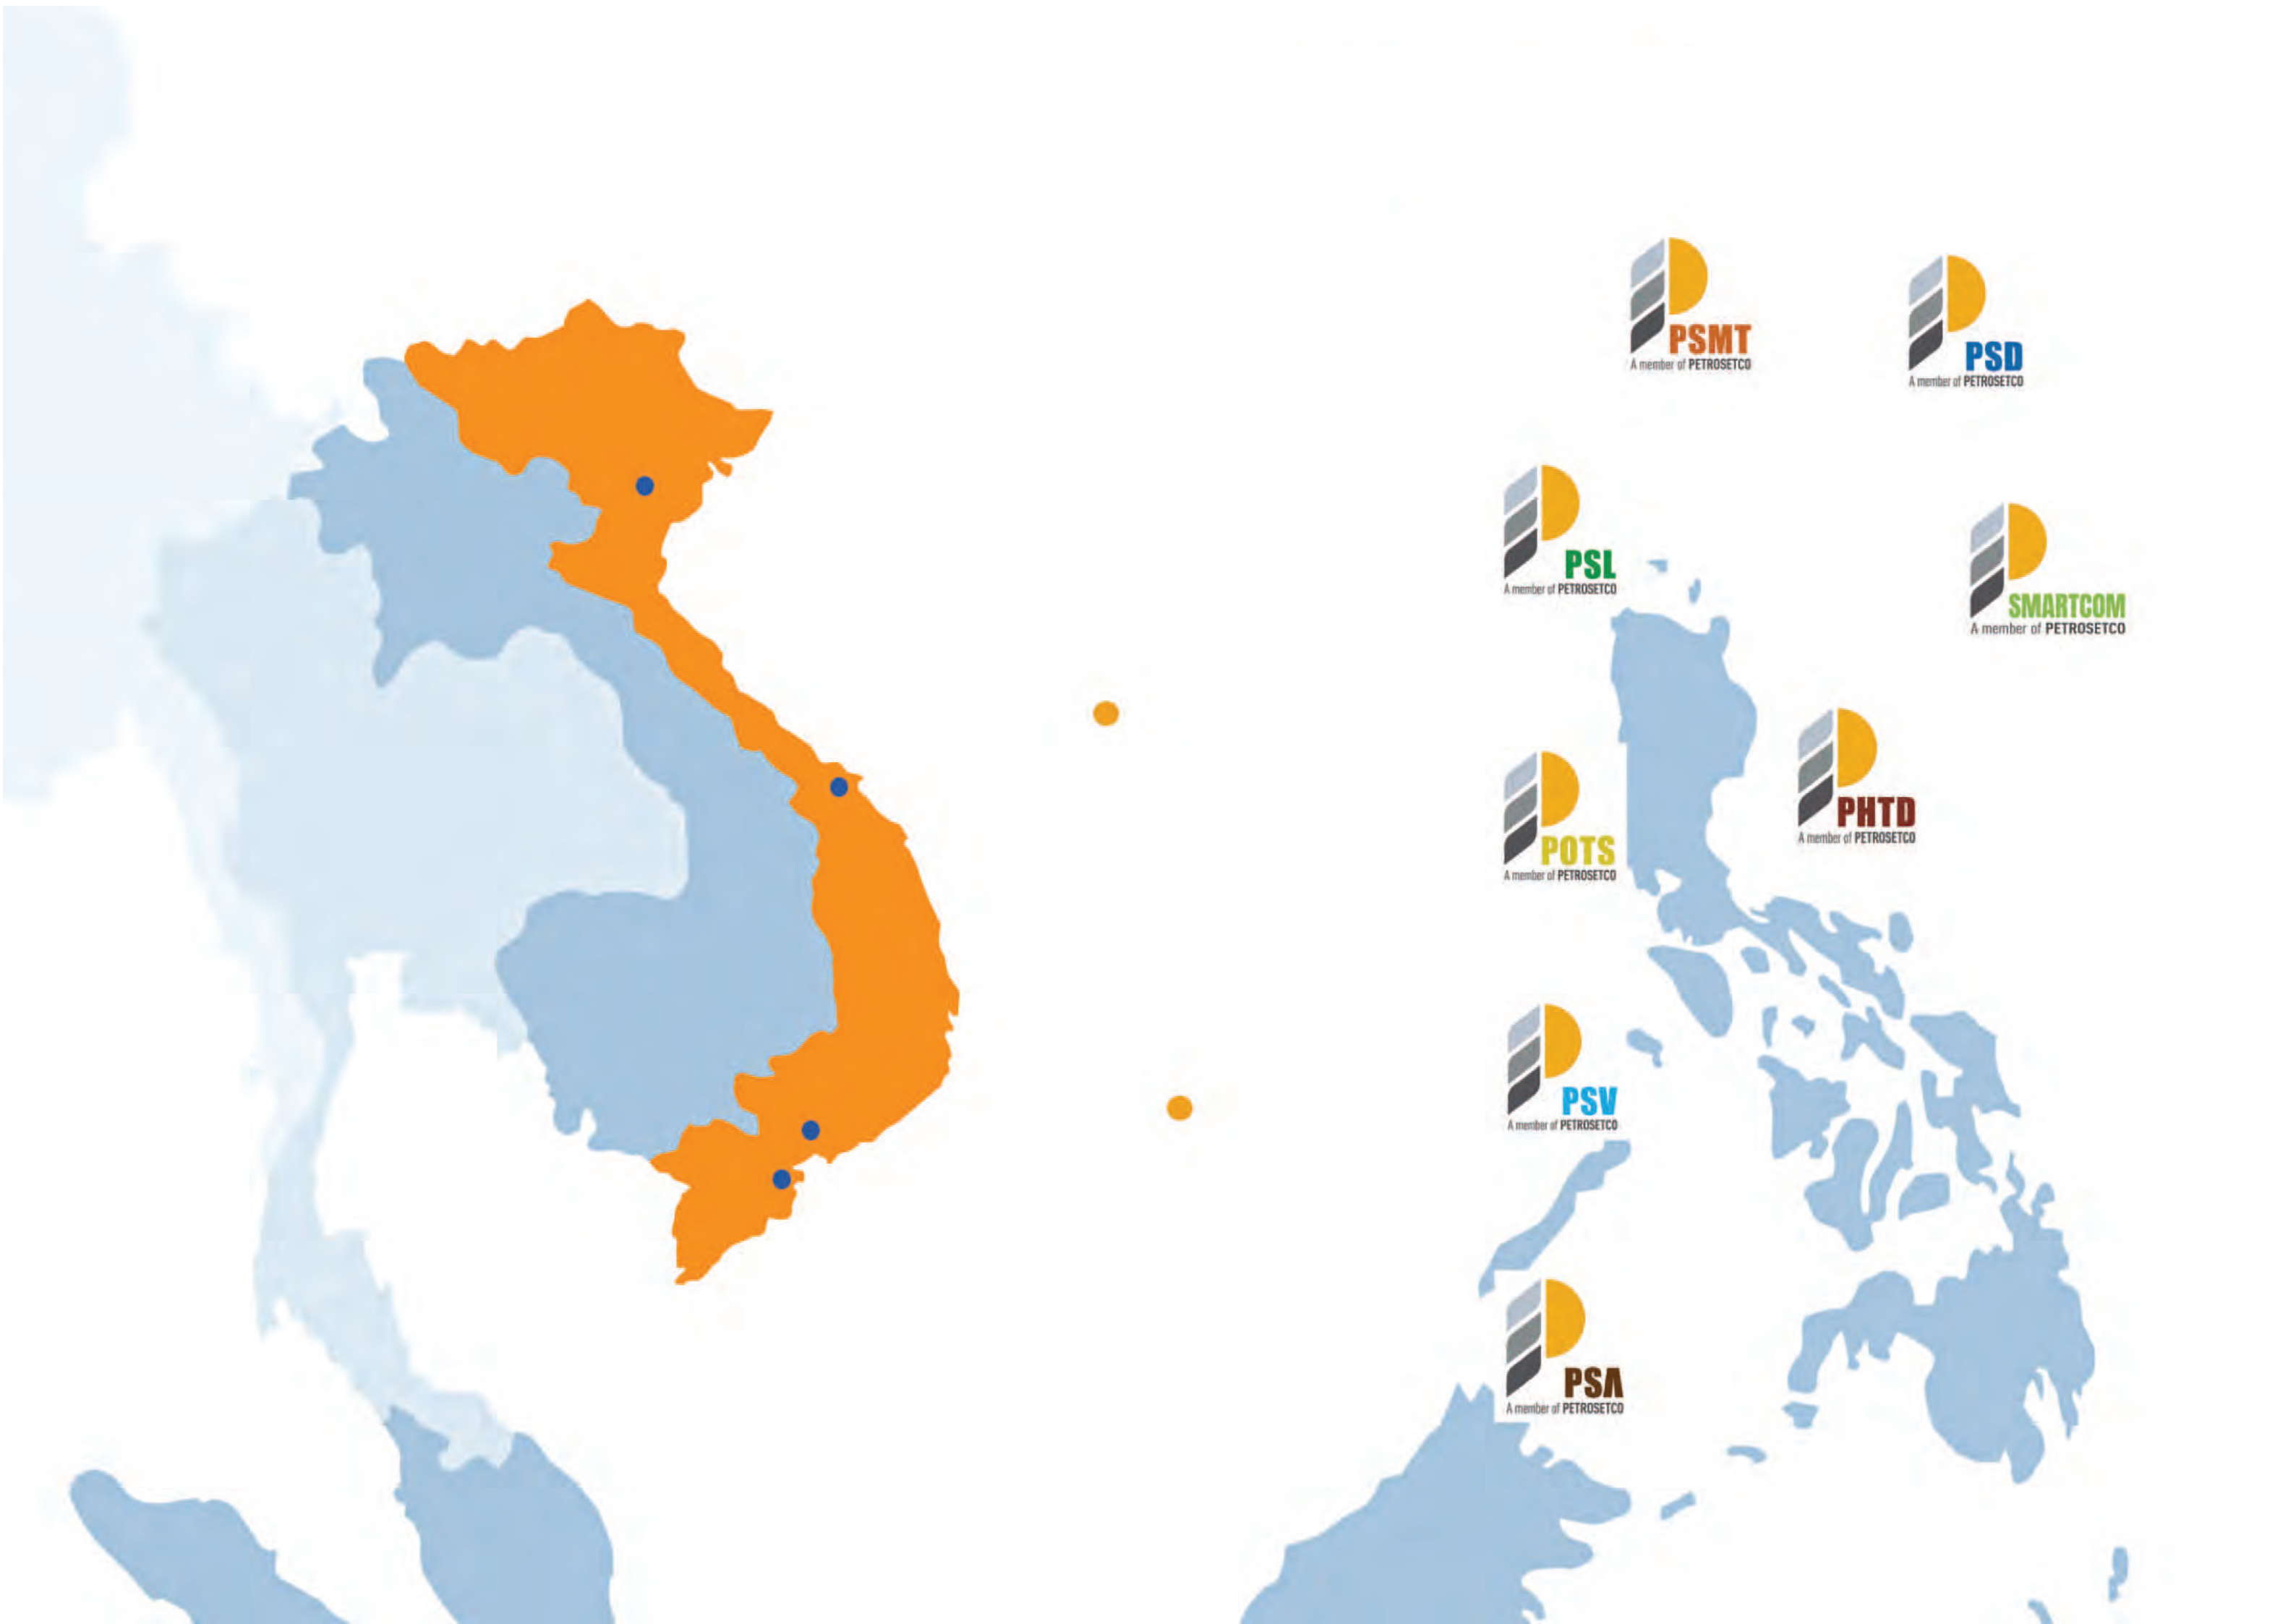 PSMT
A member of PETROSETCO
PSD
A member of PETROSETCO
PSL
A member of PETROSETCO
SMARTCOM
A member of PETROSETCO
PHTD
A member of PETROSETCO
POTS
A member of PETROSETCO
PSV
A member of PETROSETCO
PSA
A member of PETROSETCO